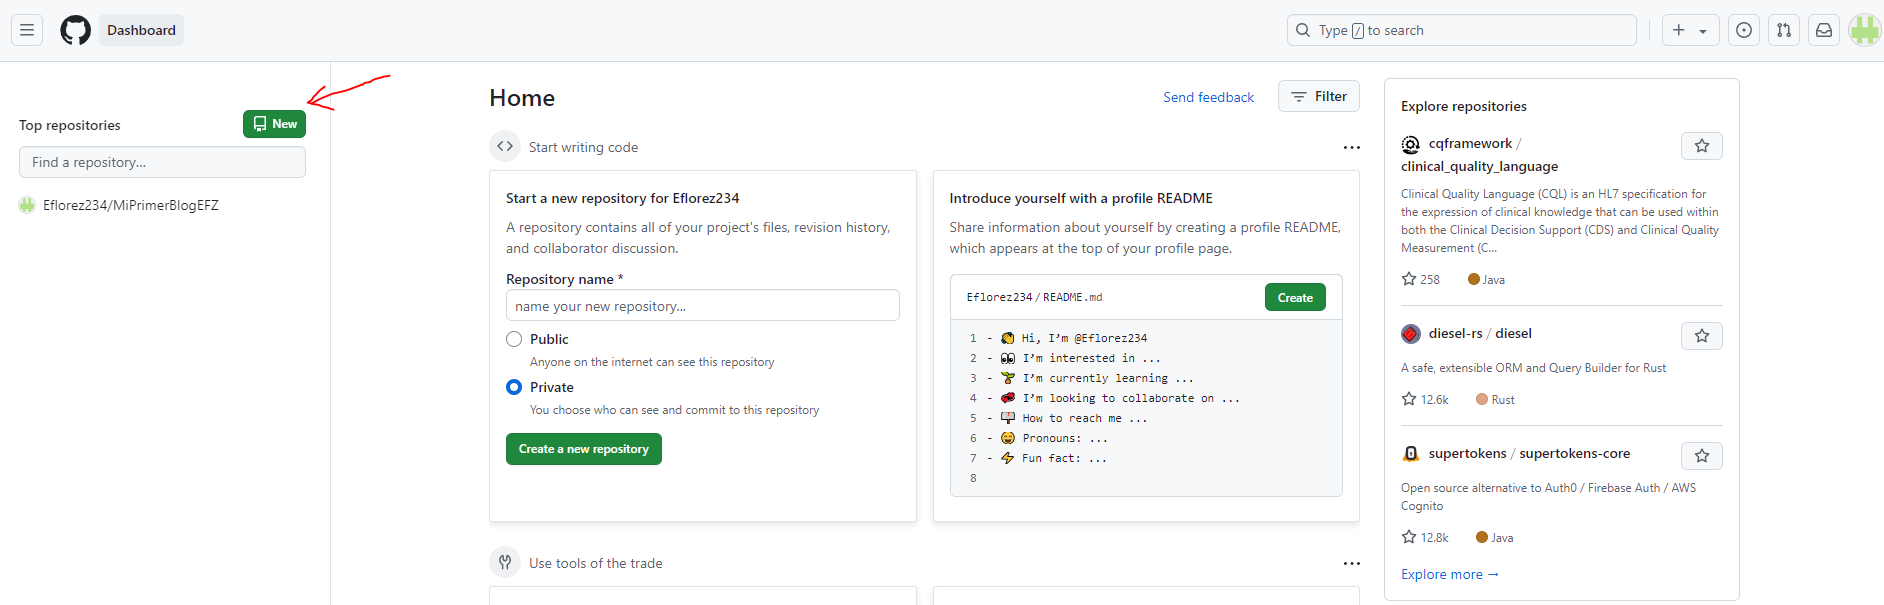 Dashboard
Type / to search
Top repositories
New
Find a repository...
Eflorez234/MiPrimerBlogEFZ
Home
Send feedback
Filter
Start writing code
Start a new repository for Eflorez234
A repository contains all of your project's files, revision history,
and collaborator discussion.
Repository name *
name your new repository...
Public
Anyone on the internet can see this repository
Private
You choose who can see and commit to this repository
Create a new repository
Introduce yourself with a profile README
Share information about yourself by creating a profile README,
which appears at the top of your profile page.
Eflorez234 / README.md
Create
1 - 👋 Hi, I’m @Eflorez234
2 - 👀 I’m interested in ...
3 - 🌱 I’m currently learning ...
4 - 💞️ I’m looking to collaborate on ...
5 - 📫 How to reach me ...
6 - 😄 Pronouns: ...
7 - ⚡ Fun fact: ...
8
Use tools of the trade
Explore repositories
cqframework /
clinical_quality_language
Clinical Quality Language (CQL) is an HL7 specification for
the expression of clinical knowledge that can be used within
both the Clinical Decision Support (CDS) and Clinical Quality
Measurement (C...
258 Java
diesel-rs / diesel
A safe, extensible ORM and Query Builder for Rust
12.6k Rust
supertokens / supertokens-core
Open source alternative to Auth0 / Firebase Auth / AWS
Cognito
12.8k Java
Explore more →